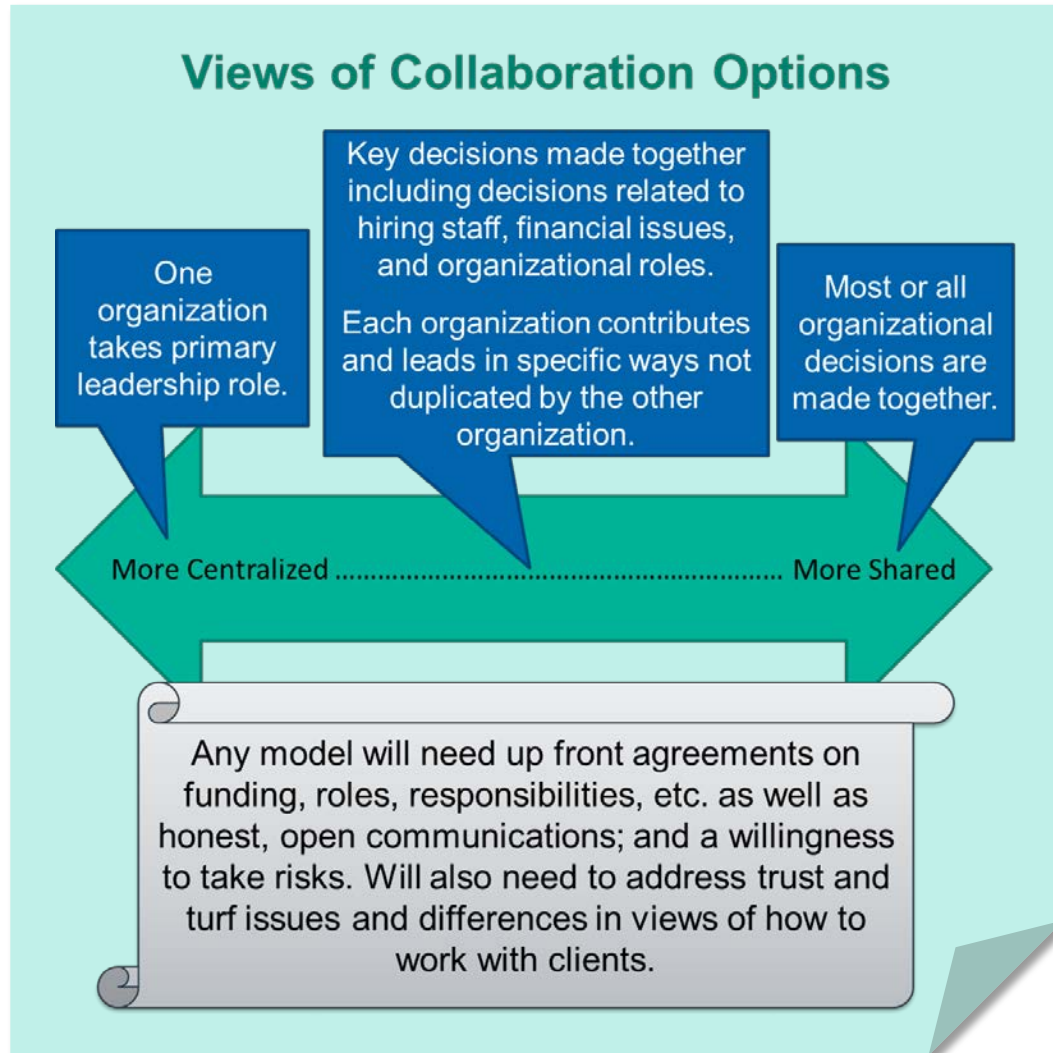 Views of Collaboration Options
One
organization
takes primary
leadership role.
Key decisions made together
including decisions related to
hiring staff, financial issues,
and organizational roles.
Each organization contributes
and leads in specific ways not
duplicated by the other
organization.
Most or all
organizational
decisions are
made together.
More Centralized ................................................................ More Shared
Any model will need up front agreements on
funding, roles, responsibilities, etc. as well as
honest, open communications; and a willingness
to take risks. Will also need to address trust and
turf issues and differences in views of how to
work with clients.